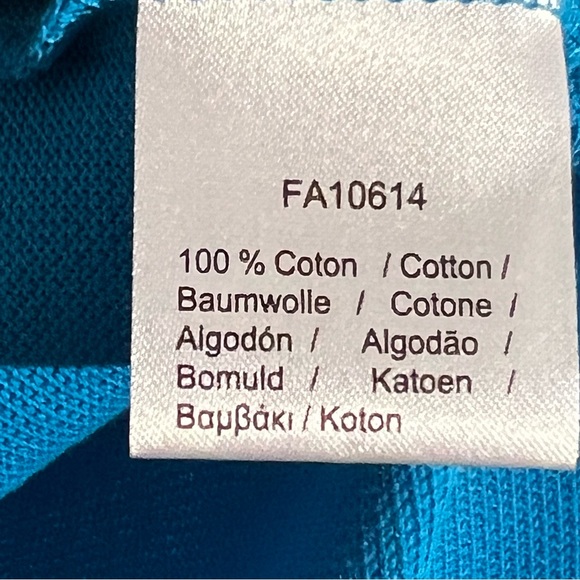 FA10614
100 % Coton / Cotton /
Baumwolle / Cotone /
Algodón / Algodão /
Bomuld / Katoen /
Βαμβάκι / Koton